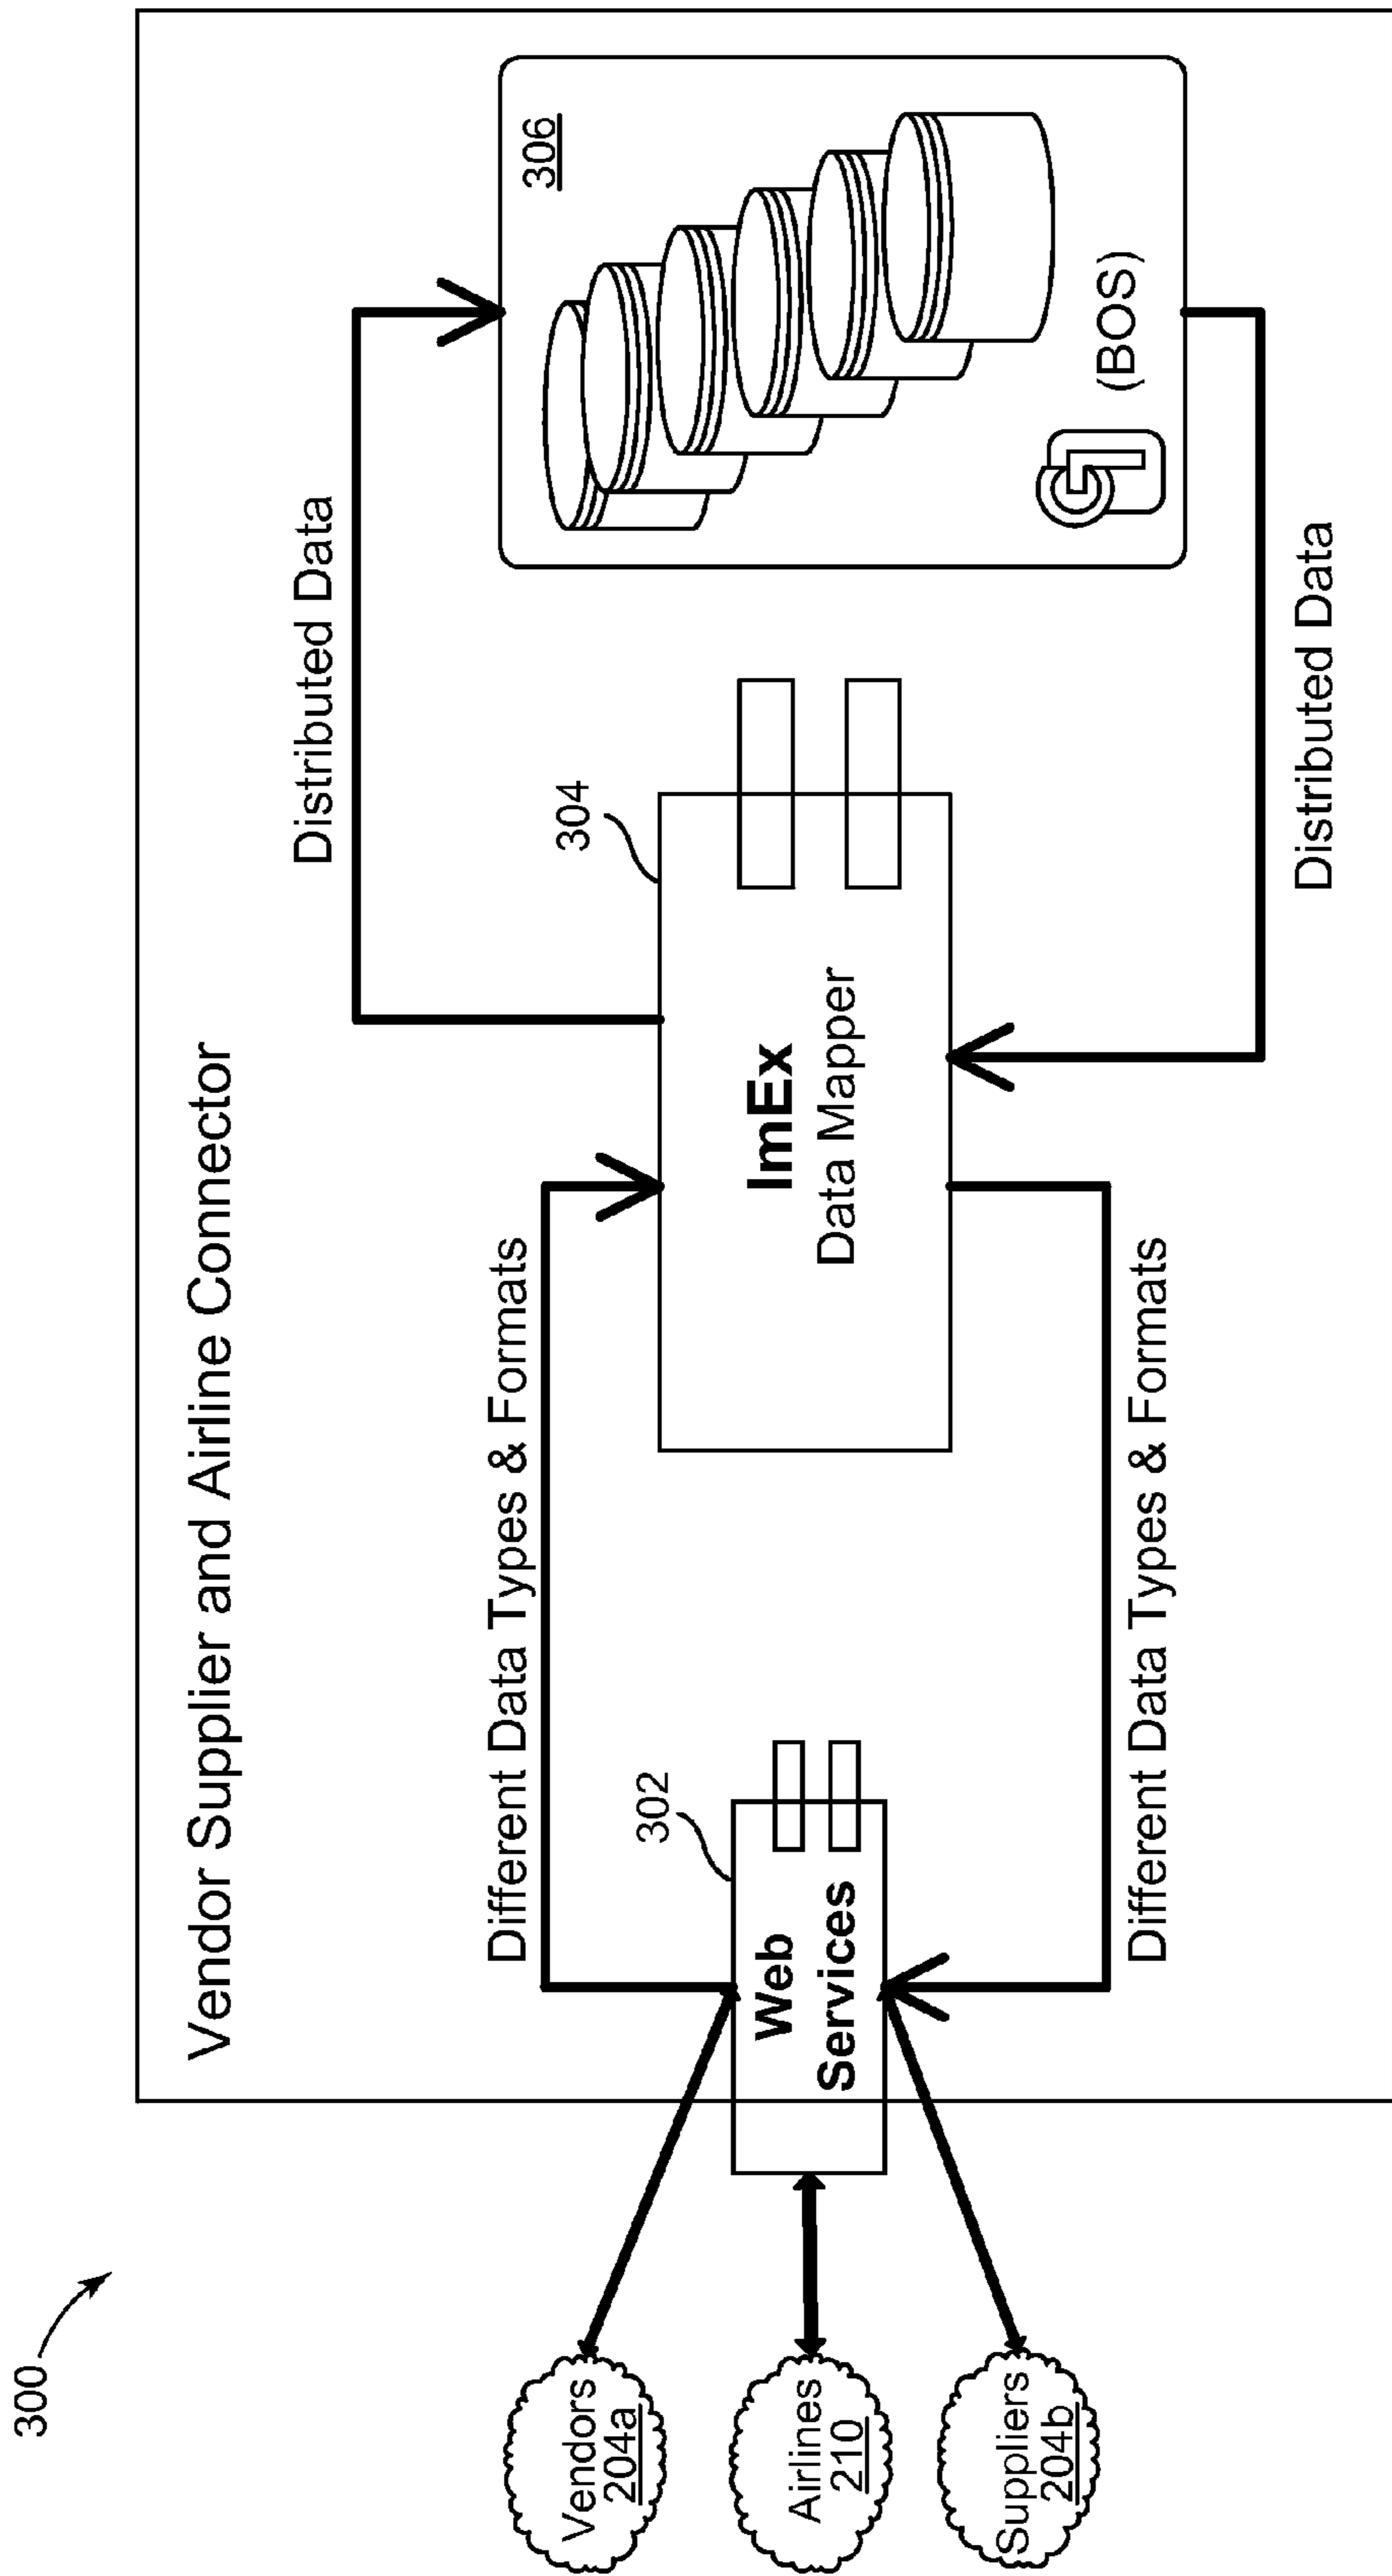 300
Vendor Supplier and Airline Connector
Vendors
204a
Airlines
210
Suppliers
204b
302
Web
Services
Different Data Types & Formats
Different Data Types & Formats
304
ImEx
Data Mapper
Distributed Data
Distributed Data
306
G1
(BOS)